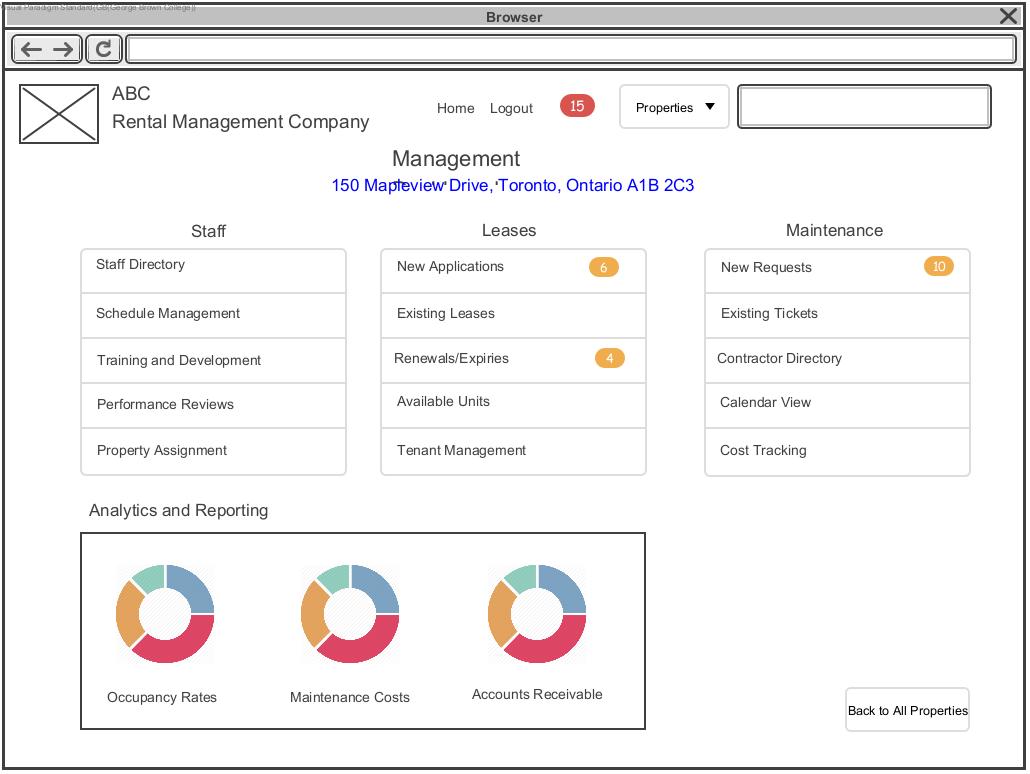 Visual Paradigm Standard(GB(George Brown College))
Browser
ABC
Rental Management Company
Home Logout 15 Properties
Management
150 Mapleview Drive, Toronto, Ontario A1B 2C3
Staff
Staff Directory
Schedule Management
Training and Development
Performance Reviews
Property Assignment
Leases
New Applications 6
Existing Leases
Renewals/Expiries 4
Available Units
Tenant Management
Maintenance
New Requests 10
Existing Tickets
Contractor Directory
Calendar View
Cost Tracking
Analytics and Reporting
Occupancy Rates
Maintenance Costs
Accounts Receivable
Back to All Properties